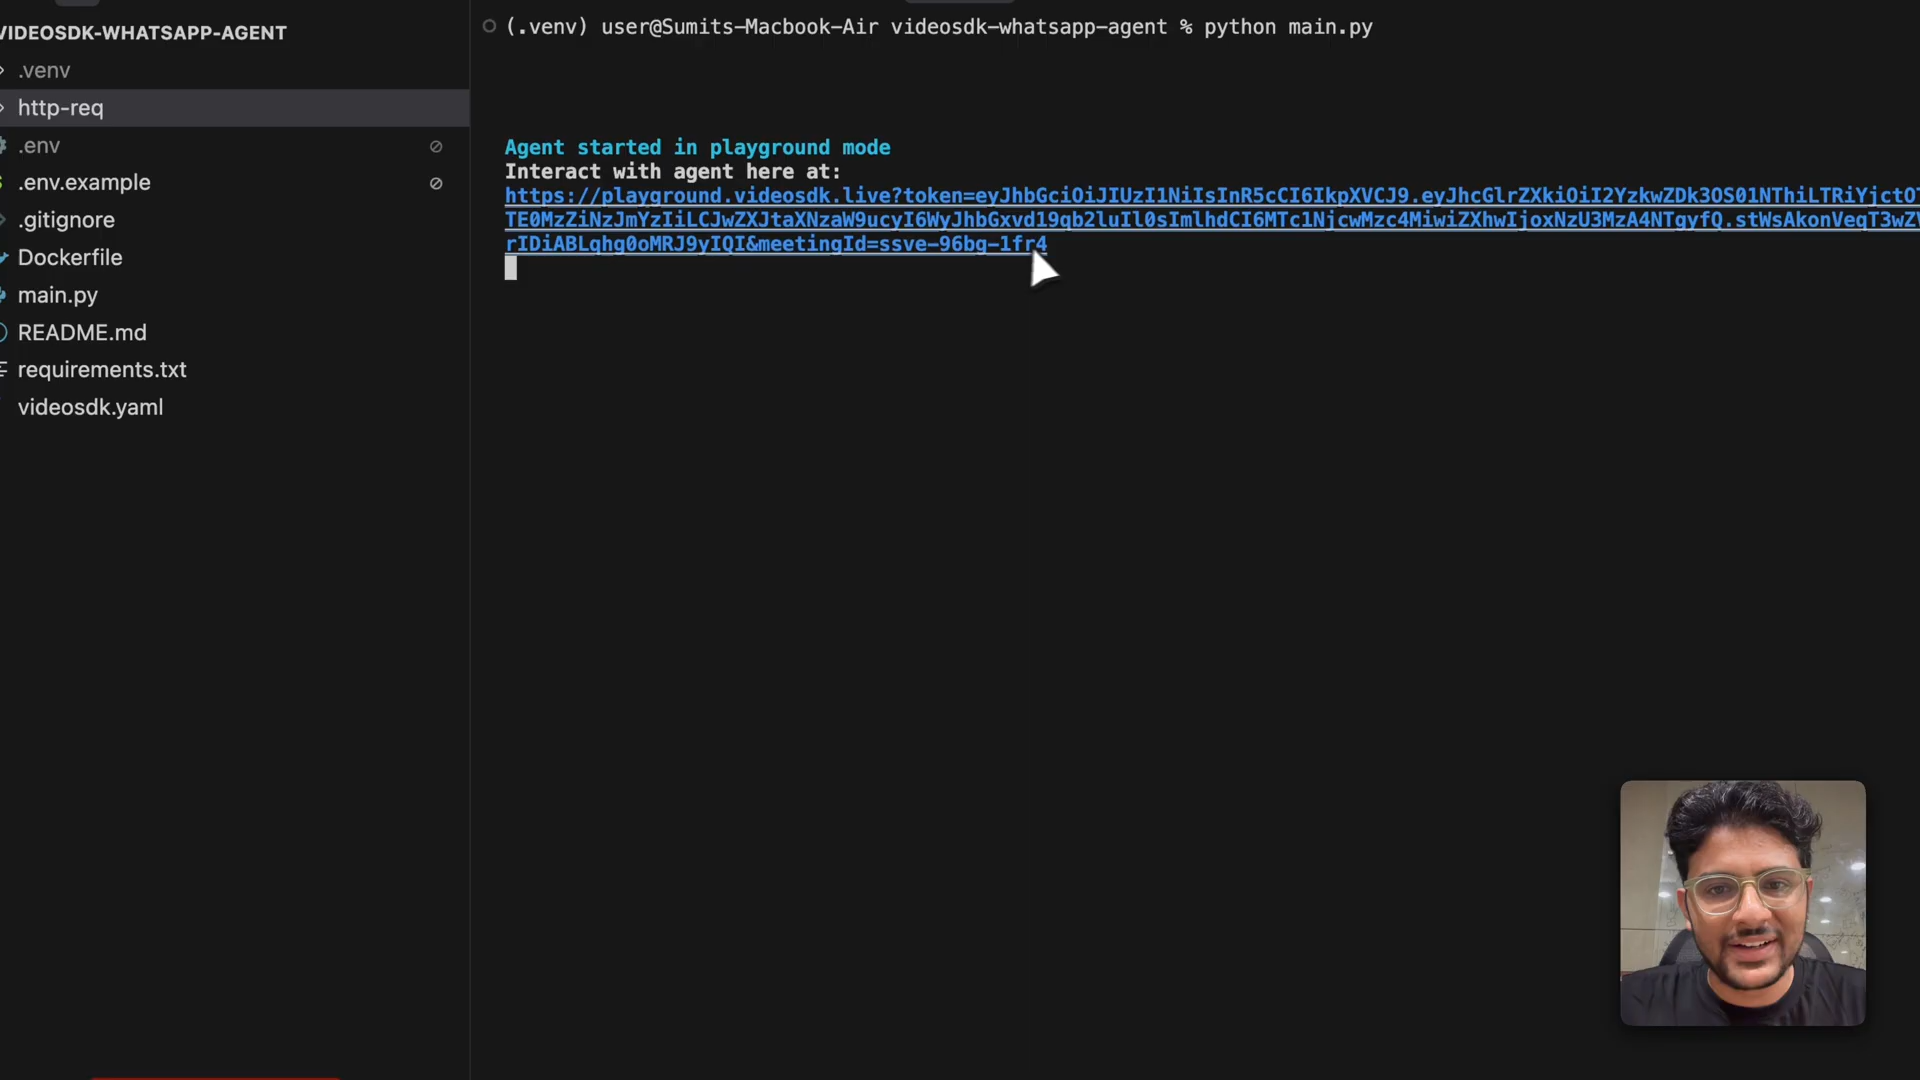 VIDEOSDK-WHATSAPP-AGENT
.venv
http-req
.env
.env.example
.gitignore
Dockerfile
main.py
README.md
requirements.txt
videosdk.yaml
(.venv) user@Sumits-Macbook-Air videosdk-whatsapp-agent % python main.py
Agent started in playground mode
Interact with agent here at:
https://playground.videosdk.live?token=eyJhbGciOiJIUzI1NiIsInR5cCI6IkpXVCJ9.eyJhcGlrZXkiOiI2YzkwZDk3OS01NThiLTRiYjctOT
TE0MzZiNzJmYzIiLCJwZXJtaXNzaW9ucyI6WyJhbGxvd19qb2luIl0sImlhdCI6MTc1NjcwMzc4MiwiZXhwIjoxNzU3MzA4NTgyfQ.stWsAkonVeqT3wZV
rIDiABLqhg0oMRJ9yIQI&meetingId=ssve-96bg-1fr4